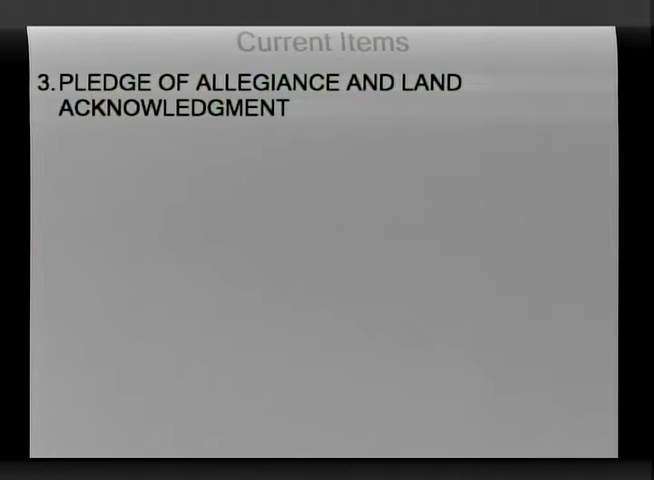 Current Items
3. PLEDGE OF ALLEGIANCE AND LAND
ACKNOWLEDGMENT